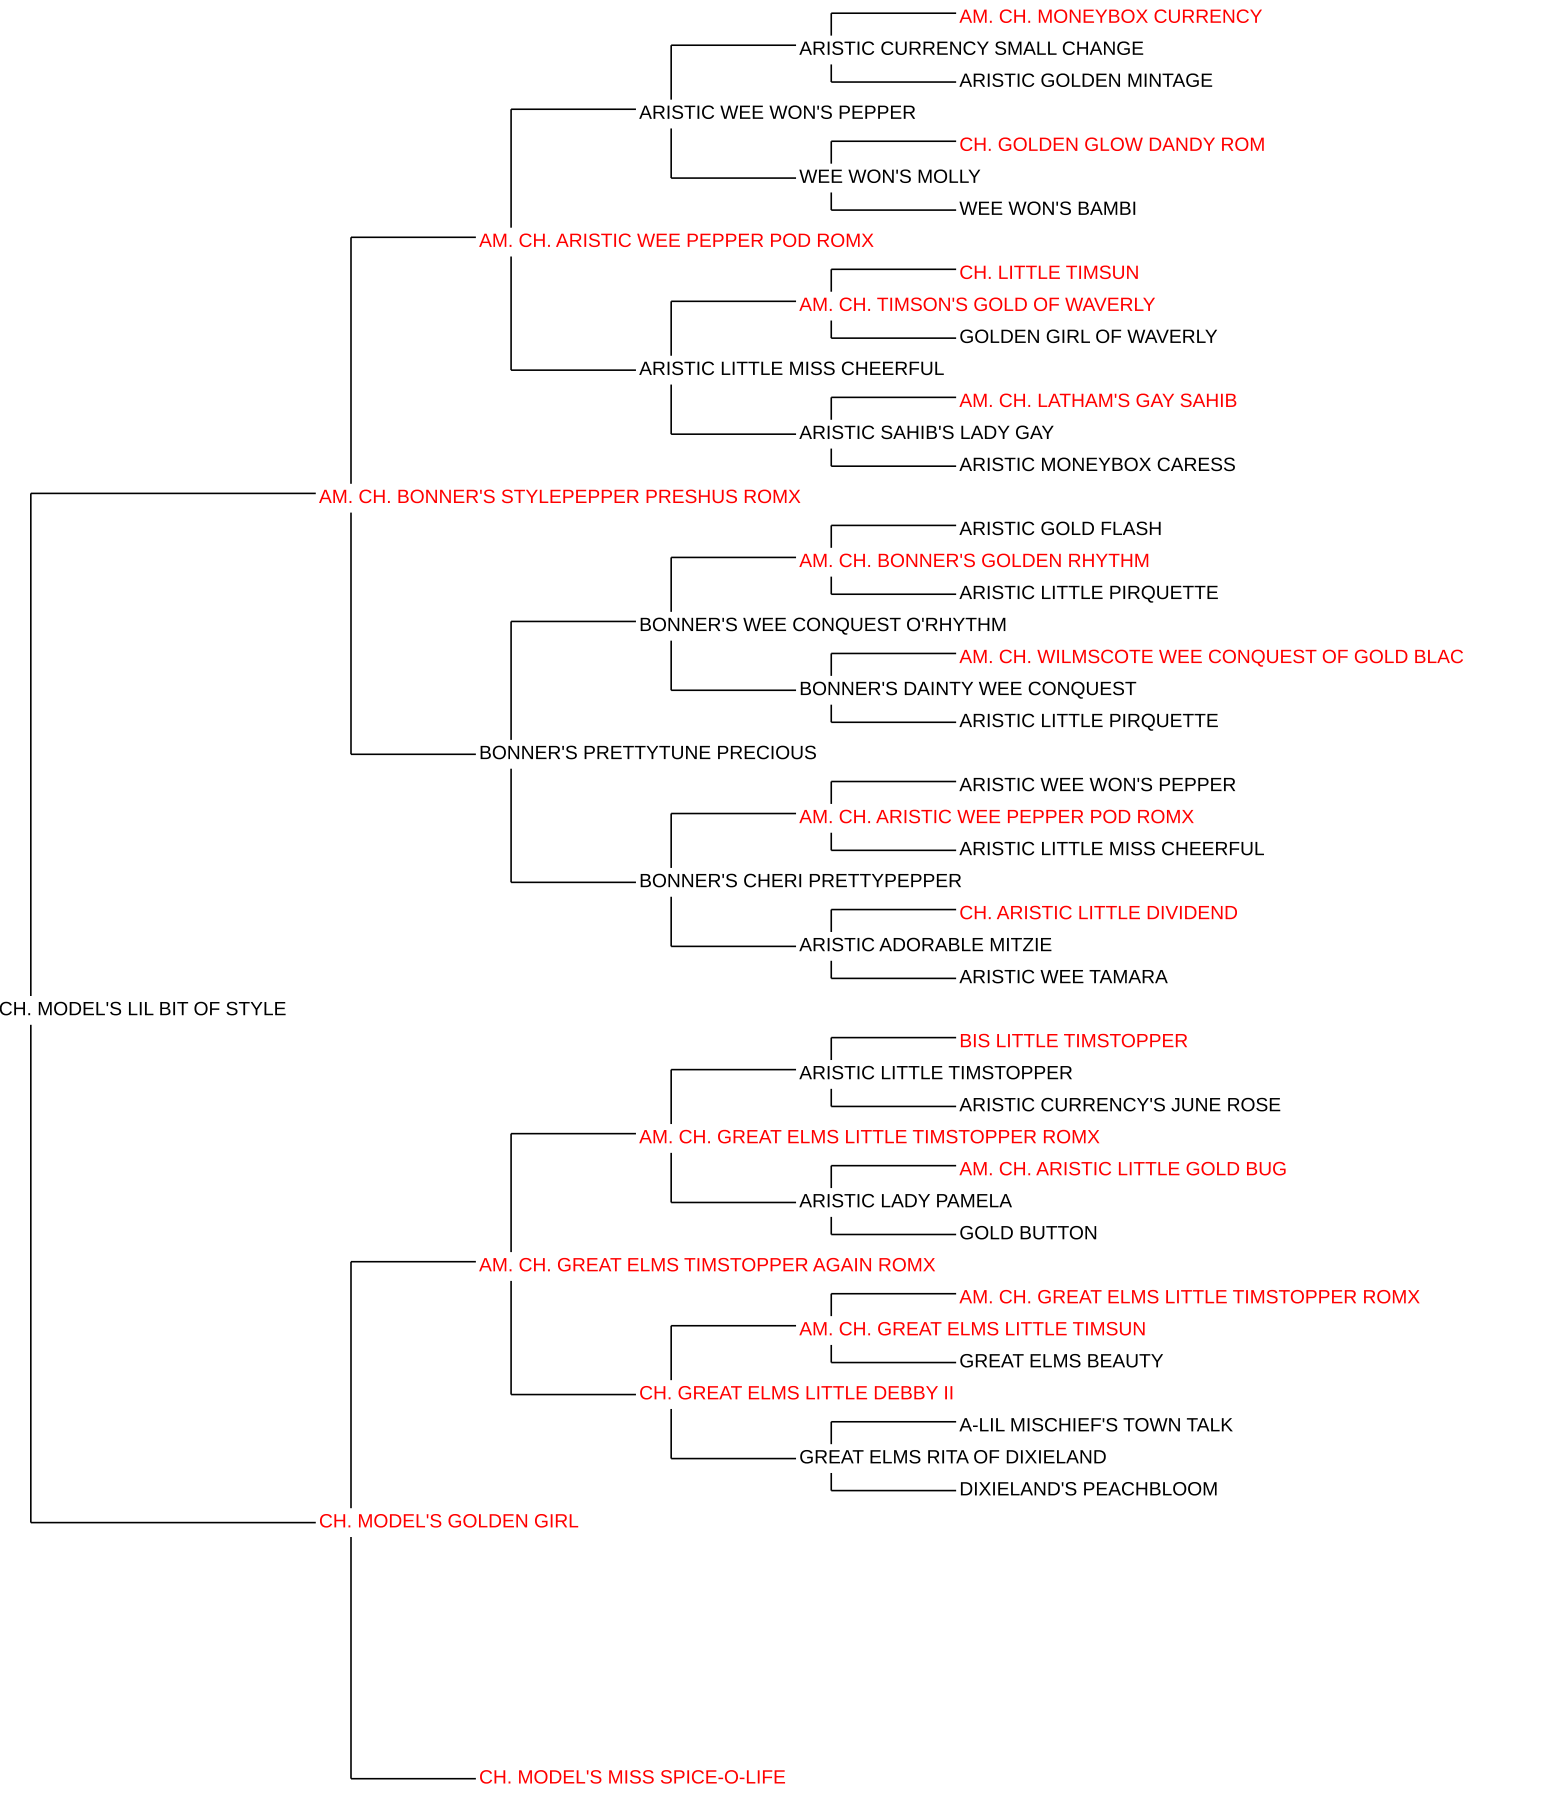 AM. CH. MONEYBOX CURRENCY
ARISTIC CURRENCY SMALL CHANGE
ARISTIC GOLDEN MINTAGE
ARISTIC WEE WON'S PEPPER
CH. GOLDEN GLOW DANDY ROM
WEE WON'S MOLLY
WEE WON'S BAMBI
AM. CH. ARISTIC WEE PEPPER POD ROMX
CH. LITTLE TIMSUN
AM. CH. TIMSON'S GOLD OF WAVERLY
GOLDEN GIRL OF WAVERLY
ARISTIC LITTLE MISS CHEERFUL
AM. CH. LATHAM'S GAY SAHIB
ARISTIC SAHIB'S LADY GAY
ARISTIC MONEYBOX CARESS
AM. CH. BONNER'S STYLEPEPPER PRESHUS ROMX
ARISTIC GOLD FLASH
AM. CH. BONNER'S GOLDEN RHYTHM
ARISTIC LITTLE PIRQUETTE
BONNER'S WEE CONQUEST O'RHYTHM
AM. CH. WILMSCOTE WEE CONQUEST OF GOLD BLAC
BONNER'S DAINTY WEE CONQUEST
ARISTIC LITTLE PIRQUETTE
BONNER'S PRETTYTUNE PRECIOUS
ARISTIC WEE WON'S PEPPER
AM. CH. ARISTIC WEE PEPPER POD ROMX
ARISTIC LITTLE MISS CHEERFUL
BONNER'S CHERI PRETTYPEPPER
CH. ARISTIC LITTLE DIVIDEND
ARISTIC ADORABLE MITZIE
ARISTIC WEE TAMARA
CH. MODEL'S LIL BIT OF STYLE
BIS LITTLE TIMSTOPPER
ARISTIC LITTLE TIMSTOPPER
ARISTIC CURRENCY'S JUNE ROSE
AM. CH. GREAT ELMS LITTLE TIMSTOPPER ROMX
AM. CH. ARISTIC LITTLE GOLD BUG
ARISTIC LADY PAMELA
GOLD BUTTON
AM. CH. GREAT ELMS TIMSTOPPER AGAIN ROMX
AM. CH. GREAT ELMS LITTLE TIMSTOPPER ROMX
AM. CH. GREAT ELMS LITTLE TIMSUN
GREAT ELMS BEAUTY
CH. GREAT ELMS LITTLE DEBBY II
A-LIL MISCHIEF'S TOWN TALK
GREAT ELMS RITA OF DIXIELAND
DIXIELAND'S PEACHBLOOM
CH. MODEL'S GOLDEN GIRL
CH. MODEL'S MISS SPICE-O-LIFE